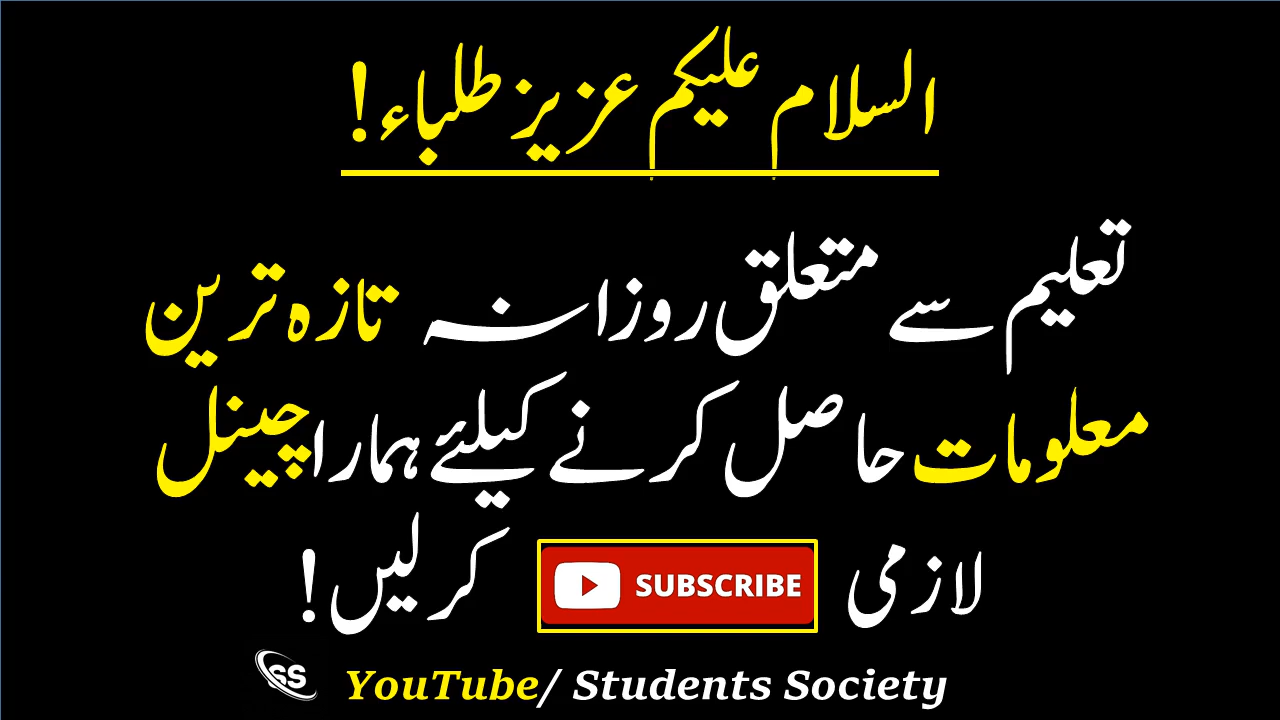 السلام علیکم عزیز طلباء!
تعلیم سے متعلق روزانہ تازہ ترین
معلومات حاصل کرنے کیلئے ہمارا چینل
لازمی SUBSCRIBE کرلیں!
GS YouTube/ Students Society